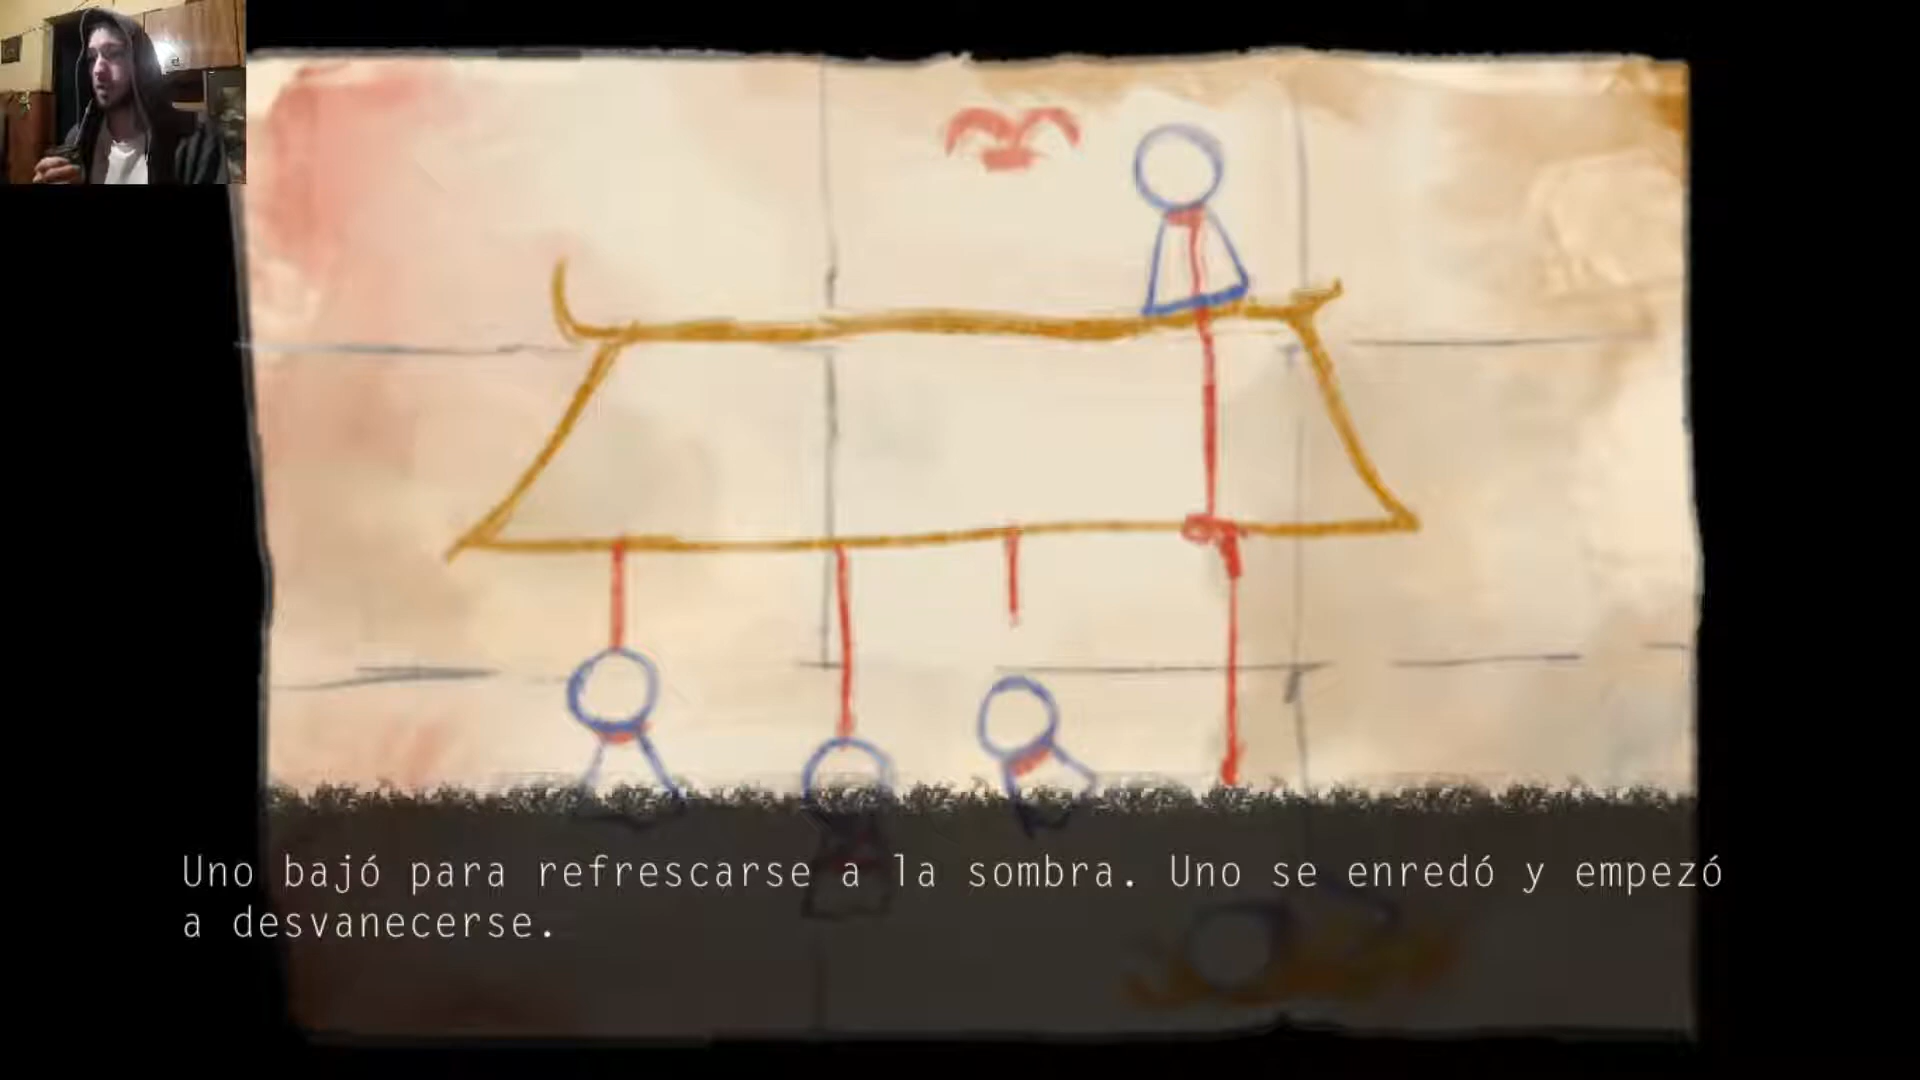 Uno bajó para refrescarse a la sombra. Uno se enredó y empezó
a desvanecerse.